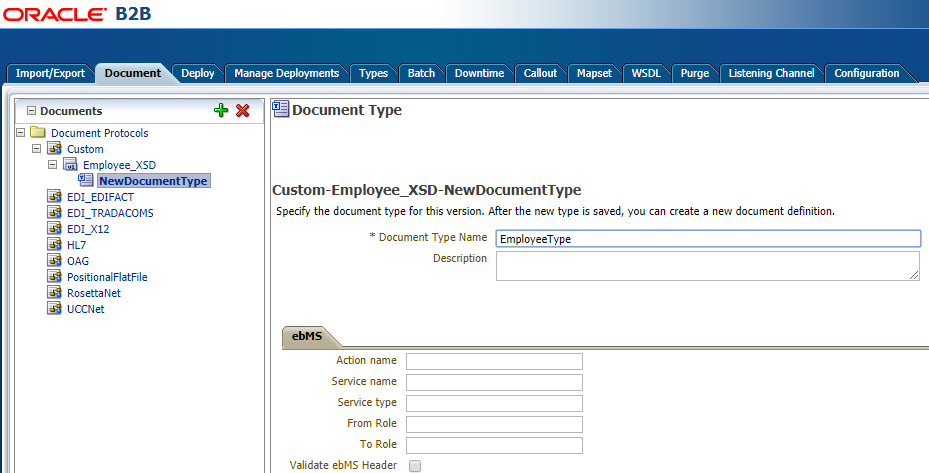 ORACLE® B2B
Import/Export Document Deploy Manage Deployments Types Batch Downtime Callout Mapset WSDL Purge Listening Channel Configuration
Documents
Document Protocols
Custom
Employee_XSD
NewDocumentType
EDI_EDIFACT
EDI_TRADACOMS
EDI_X12
HL7
OAG
PositionalFlatFile
RosettaNet
UCCNet
Document Type
Custom-Employee_XSD-NewDocumentType
Specify the document type for this version. After the new type is saved, you can create a new document definition.
* Document Type Name EmployeeType
Description
ebMS
Action name
Service name
Service type
From Role
To Role
Validate ebMS Header